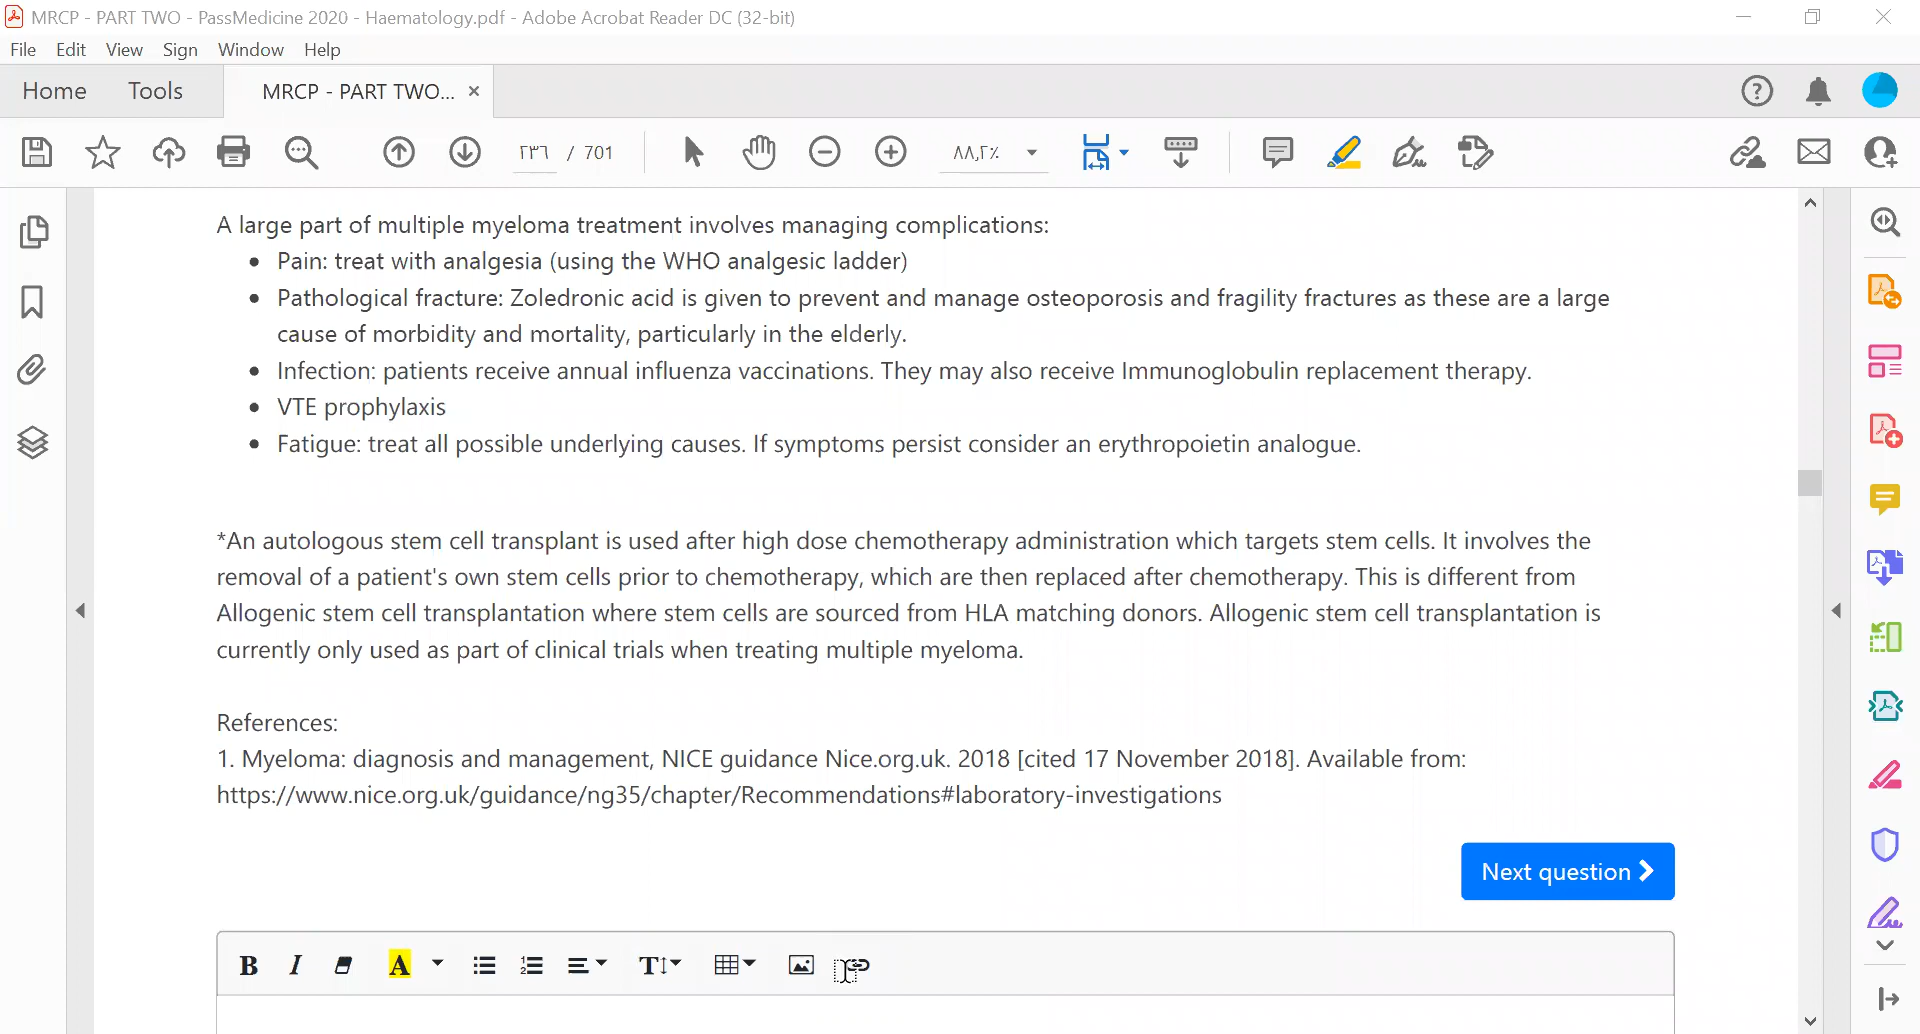 MRCP - PART TWO - PassMedicine 2020 - Haematology.pdf - Adobe Acrobat Reader DC (32-bit)
File Edit View Sign Window Help
Home Tools MRCP - PART TWO...
٢٣٦ / 701 ٨٨,٢٪
A large part of multiple myeloma treatment involves managing complications:
• Pain: treat with analgesia (using the WHO analgesic ladder)
• Pathological fracture: Zoledronic acid is given to prevent and manage osteoporosis and fragility fractures as these are a large
cause of morbidity and mortality, particularly in the elderly.
• Infection: patients receive annual influenza vaccinations. They may also receive Immunoglobulin replacement therapy.
• VTE prophylaxis
• Fatigue: treat all possible underlying causes. If symptoms persist consider an erythropoietin analogue.
*An autologous stem cell transplant is used after high dose chemotherapy administration which targets stem cells. It involves the
removal of a patient's own stem cells prior to chemotherapy, which are then replaced after chemotherapy. This is different from
Allogenic stem cell transplantation where stem cells are sourced from HLA matching donors. Allogenic stem cell transplantation is
currently only used as part of clinical trials when treating multiple myeloma.
References:
1. Myeloma: diagnosis and management, NICE guidance Nice.org.uk. 2018 [cited 17 November 2018]. Available from:
https://www.nice.org.uk/guidance/ng35/chapter/Recommendations#laboratory-investigations
Next question
B I A T